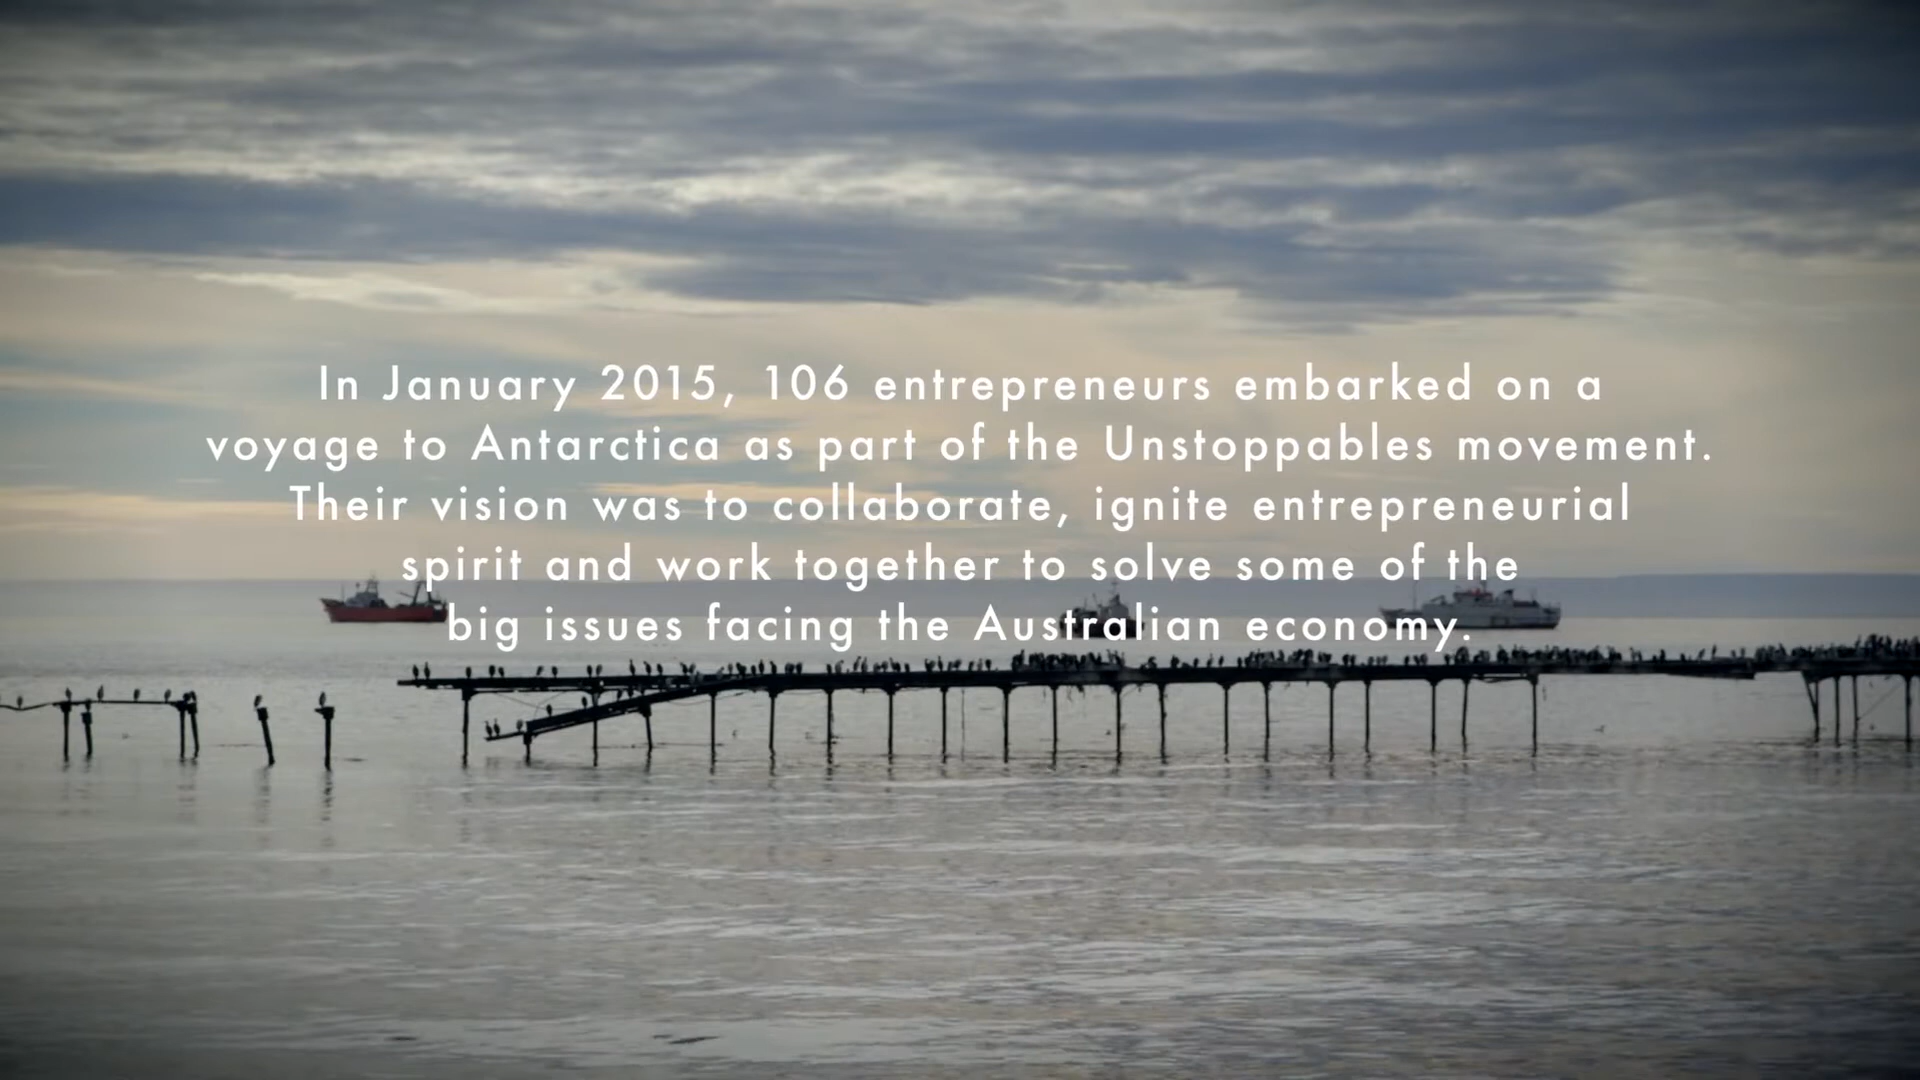 In January 2015, 106 entrepreneurs embarked on a
voyage to Antarctica as part of the Unstoppables movement.
Their vision was to collaborate, ignite entrepreneurial
spirit and work together to solve some of the
big issues facing the Australian economy.